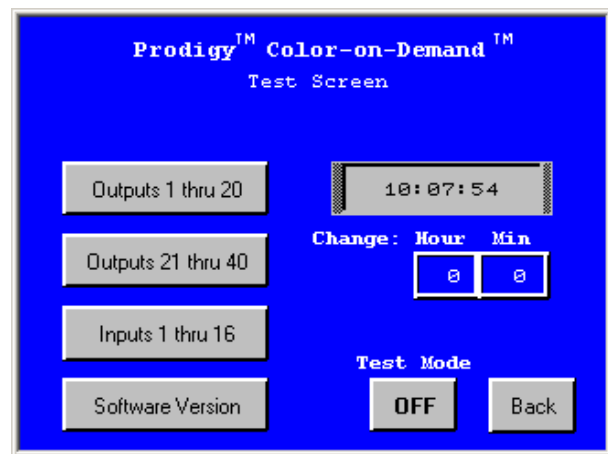 Prodigy™ Color-on-Demand™
Test Screen
Outputs 1 thru 20
10:07:54
Change: Hour Min
Outputs 21 thru 40
0 0
Inputs 1 thru 16
Test Mode
Software Version
OFF
Back